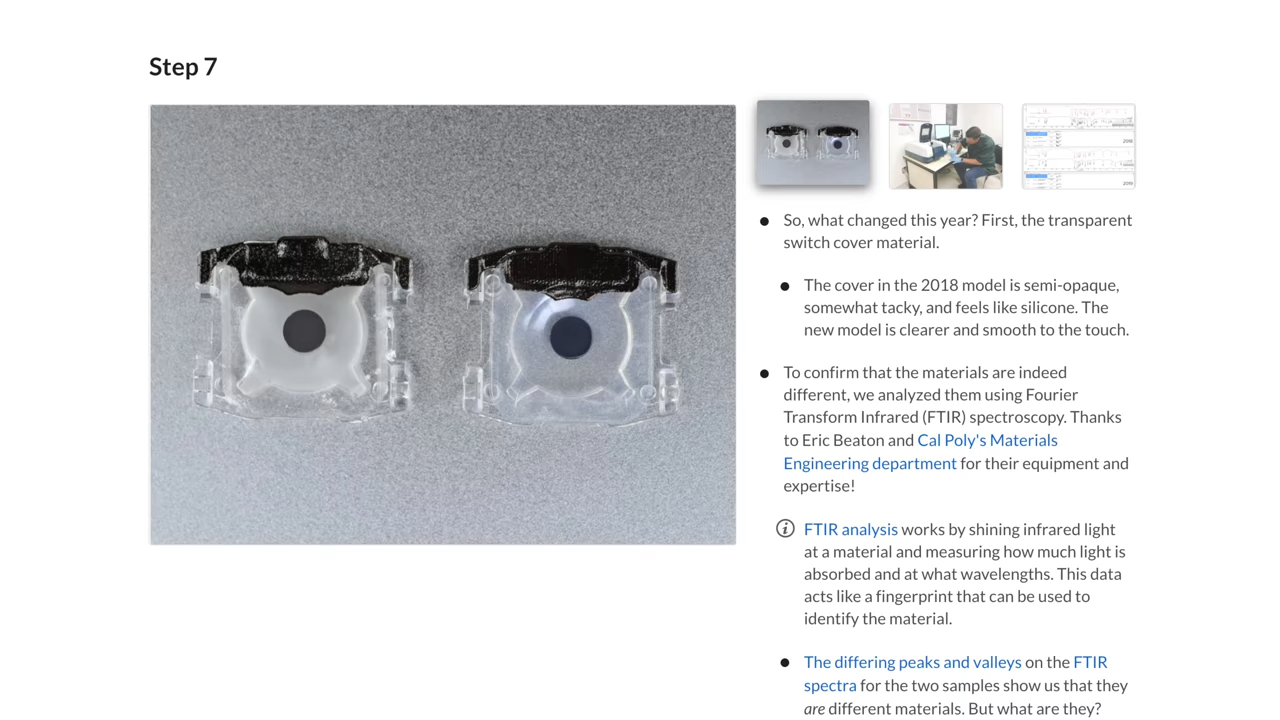 Step 7
So, what changed this year? First, the transparent
switch cover material.
The cover in the 2018 model is semi-opaque,
somewhat tacky, and feels like silicone. The
new model is clearer and smooth to the touch.
To confirm that the materials are indeed
different, we analyzed them using Fourier
Transform Infrared (FTIR) spectroscopy. Thanks
to Eric Beaton and Cal Poly's Materials
Engineering department for their equipment and
expertise!
FTIR analysis works by shining infrared light
at a material and measuring how much light is
absorbed and at what wavelengths. This data
acts like a fingerprint that can be used to
identify the material.
The differing peaks and valleys on the FTIR
spectra for the two samples show us that they
are different materials. But what are they?